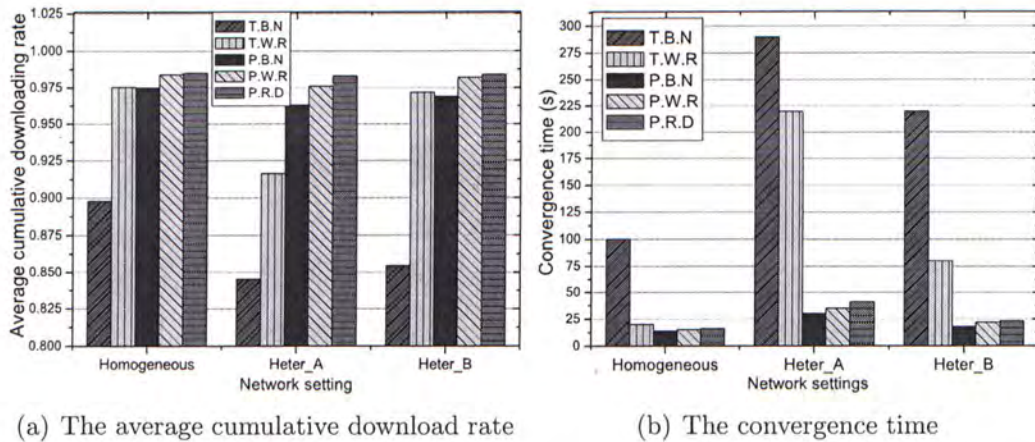 1.025
1.000
0.975
0.950
0.925
0.900
0.875
0.850
0.825
0.800
Average cumulative downloading rate
T.B.N
T.W.R
P.B.N
P.W.R
P.R.D
Homogeneous Heter_A Heter_B
Network setting
(a) The average cumulative download rate
300
275
250
225
200
175
150
125
100
75
50
25
0
Convergence time (s)
T.B.N
T.W.R
P.B.N
P.W.R
P.R.D
Homogeneous Heter_A Heter_B
Network settings
(b) The convergence time